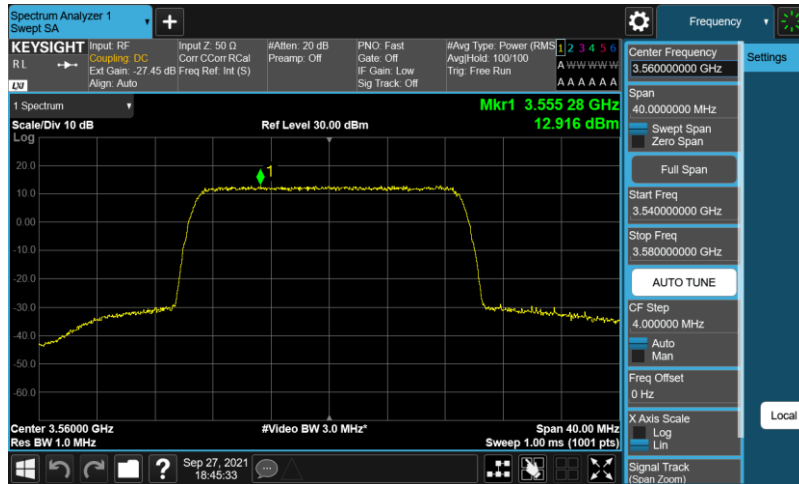 Spectrum Analyzer 1
Swept SA
+
Frequency
KEYSIGHT
RL
LXI
Input: RF
Coupling: DC
Ext Gain: -27.45 dB
Align: Auto
Input Z: 50 Ω
Corr CCorr RCal
Freq Ref: Int (S)
#Atten: 20 dB
Preamp: Off
PNO: Fast
Gate: Off
IF Gain: Low
Sig Track: Off
#Avg Type: Power (RMS
Avg|Hold: 100/100
Trig: Free Run
1 2 3 4 5 6
A W W W W W
A A A A A A
1 Spectrum
Mkr1 3.555 28 GHz
Scale/Div 10 dB
Ref Level 30.00 dBm
12.916 dBm
Log
1
20.0
10.0
0.00
-10.0
-20.0
-30.0
-40.0
-50.0
-60.0
Center 3.56000 GHz
#Video BW 3.0 MHz*
Span 40.00 MHz
Res BW 1.0 MHz
Sweep 1.00 ms (1001 pts)
?
Sep 27, 2021
18:45:33
Center Frequency
3.560000000 GHz
Settings
Span
40.0000000 MHz
Swept Span
Zero Span
Full Span
Start Freq
3.540000000 GHz
Stop Freq
3.580000000 GHz
AUTO TUNE
CF Step
4.000000 MHz
Auto
Man
Freq Offset
0 Hz
X Axis Scale
Log
Lin
Local
Signal Track
(Span Zoom)